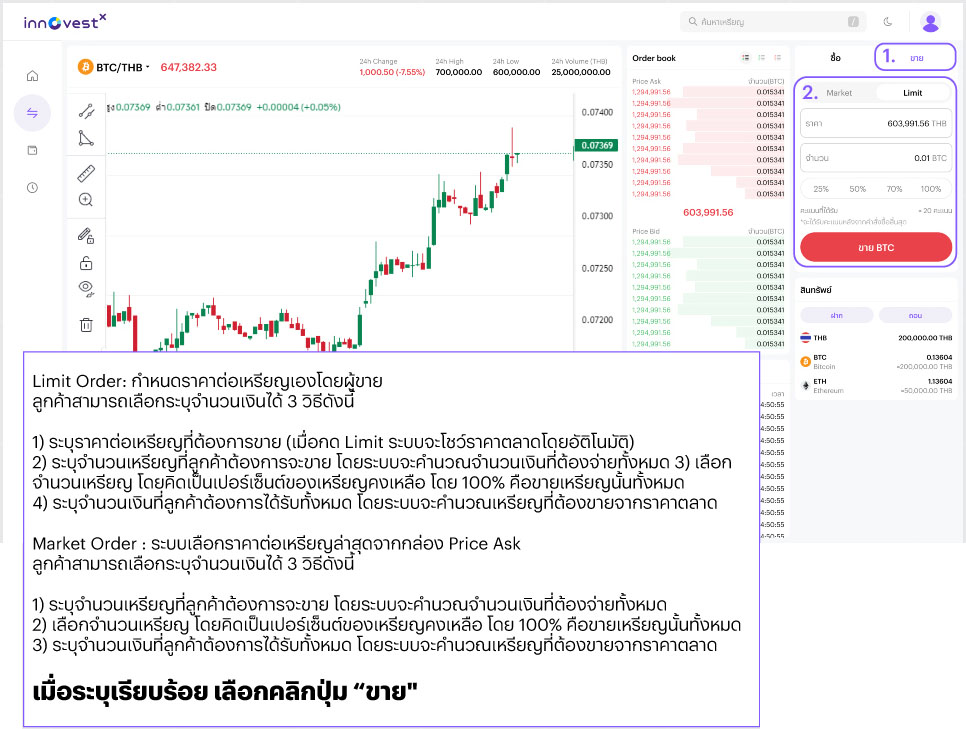 innovestx
ค้นหาเหรียญ
/
BTC/THB
647,382.33
24h Change
1,000.50 (-7.55%)
24h High
700,000.00
24h Low
600,000.00
24h Volume (THB)
25,000,000.00
สูง0.07369 ต่ำ0.07361 ปิด0.07369 +0.00004 (+0.05%)
0.07400
0.07369
0.07350
0.07300
0.07250
0.07200
Order book
Price Ask จำนวน(BTC)
1,294,991.56 0.015341
1,294,991.56 0.015341
1,294,991.56 0.015341
1,294,991.56 0.015341
1,294,991.56 0.015341
1,294,991.56 0.015341
1,294,991.56 0.015341
1,294,991.56 0.015341
1,294,991.56 0.015341
1,294,991.56 0.015341
603,991.56
Price Bid จำนวน(BTC)
1,294,991.56 0.015341
1,294,991.56 0.015341
1,294,991.56 0.015341
1,294,991.56 0.015341
1,294,991.56 0.015341
1,294,991.56 0.015341
1,294,991.56 0.015341
1,294,991.56 0.015341
1,294,991.56 0.015341
1,294,991.56 0.015341
เวลา
4:50:55
4:50:55
4:50:55
4:50:55
4:50:55
4:50:55
4:50:55
4:50:55
4:50:55
4:50:55
4:50:55
4:50:55
ซื้อ
1. ขาย
2. Market Limit
ราคา 603,991.56 THB
จำนวน 0.01 BTC
25% 50% 70% 100%
คะแนนที่ได้รับ ≈ 20 คะแนน
*จะได้รับคะแนนหลังจากคำสั่งซื้อสิ้นสุด
ขาย BTC
สินทรัพย์
ฝาก ถอน
THB 200,000.00 THB
BTC 0.13604
Bitcoin ≈200,000.00 THB
ETH 1.13604
Ethereum ≈50,000.00 THB
Limit Order: กำหนดราคาต่อเหรียญเองโดยผู้ขาย
ลูกค้าสามารถเลือกระบุจำนวนเงินได้ 3 วิธีดังนี้
1) ระบุราคาต่อเหรียญที่ต้องการขาย (เมื่อกด Limit ระบบจะโชว์ราคาตลาดโดยอัติโนมัติ)
2) ระบุจำนวนเหรียญที่ลูกค้าต้องการจะขาย โดยระบบจะคำนวณจำนวนเงินที่ต้องจ่ายทั้งหมด 3) เลือก
จำนวนเหรียญ โดยคิดเป็นเปอร์เซ็นต์ของเหรียญคงเหลือ โดย 100% คือขายเหรียญนั้นทั้งหมด
4) ระบุจำนวนเงินที่ลูกค้าต้องการได้รับทั้งหมด โดยระบบจะคำนวณเหรียญที่ต้องขายจากราคาตลาด
Market Order : ระบบเลือกราคาต่อเหรียญล่าสุดจากกล่อง Price Ask
ลูกค้าสามารถเลือกระบุจำนวนเงินได้ 3 วิธีดังนี้
1) ระบุจำนวนเหรียญที่ลูกค้าต้องการจะขาย โดยระบบจะคำนวณจำนวนเงินที่ต้องจ่ายทั้งหมด
2) เลือกจำนวนเหรียญ โดยคิดเป็นเปอร์เซ็นต์ของเหรียญคงเหลือ โดย 100% คือขายเหรียญนั้นทั้งหมด
3) ระบุจำนวนเงินที่ลูกค้าต้องการได้รับทั้งหมด โดยระบบจะคำนวณเหรียญที่ต้องขายจากราคาตลาด
เมื่อระบุเรียบร้อย เลือกคลิกปุ่ม “ขาย"